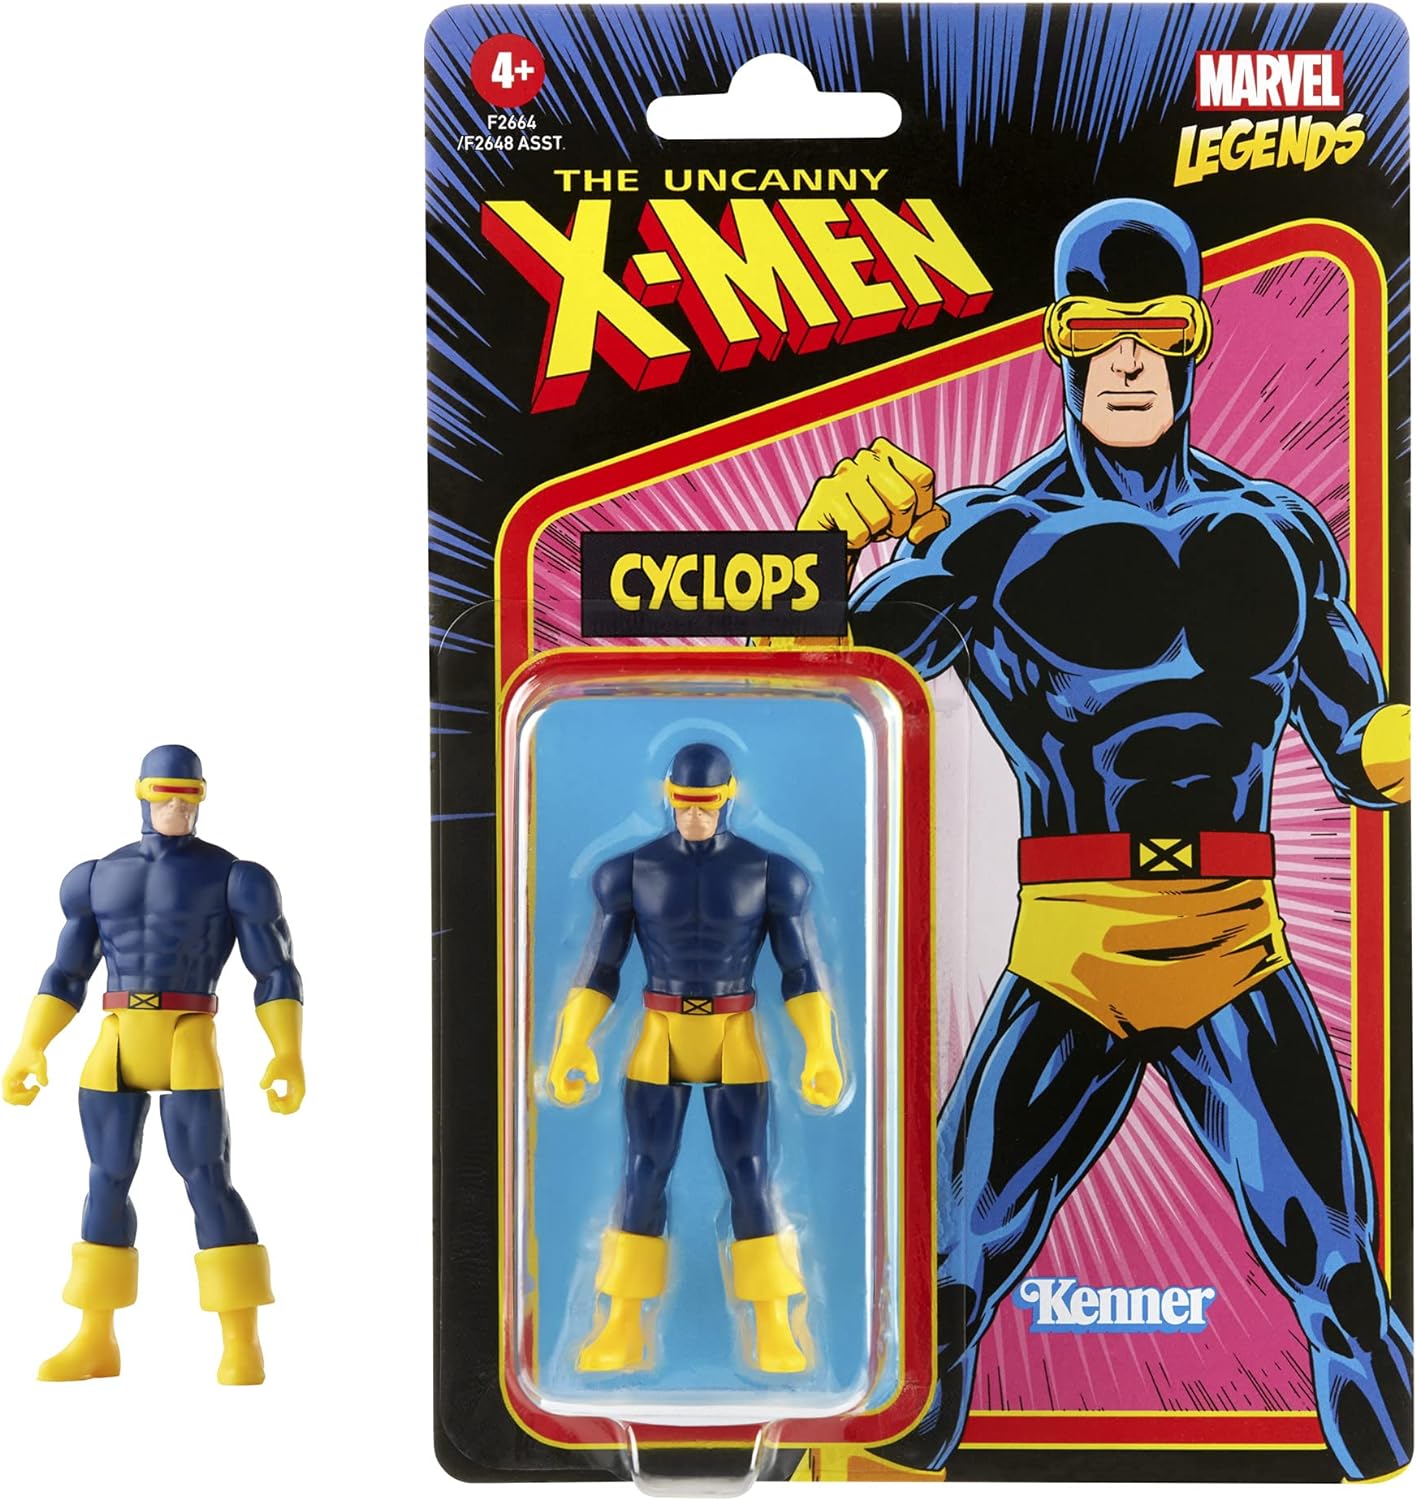 4+
F2664
/F2648 ASST.
MARVEL
LEGENDS
THE UNCANNY
X-MEN
CYCLOPS
Kenner